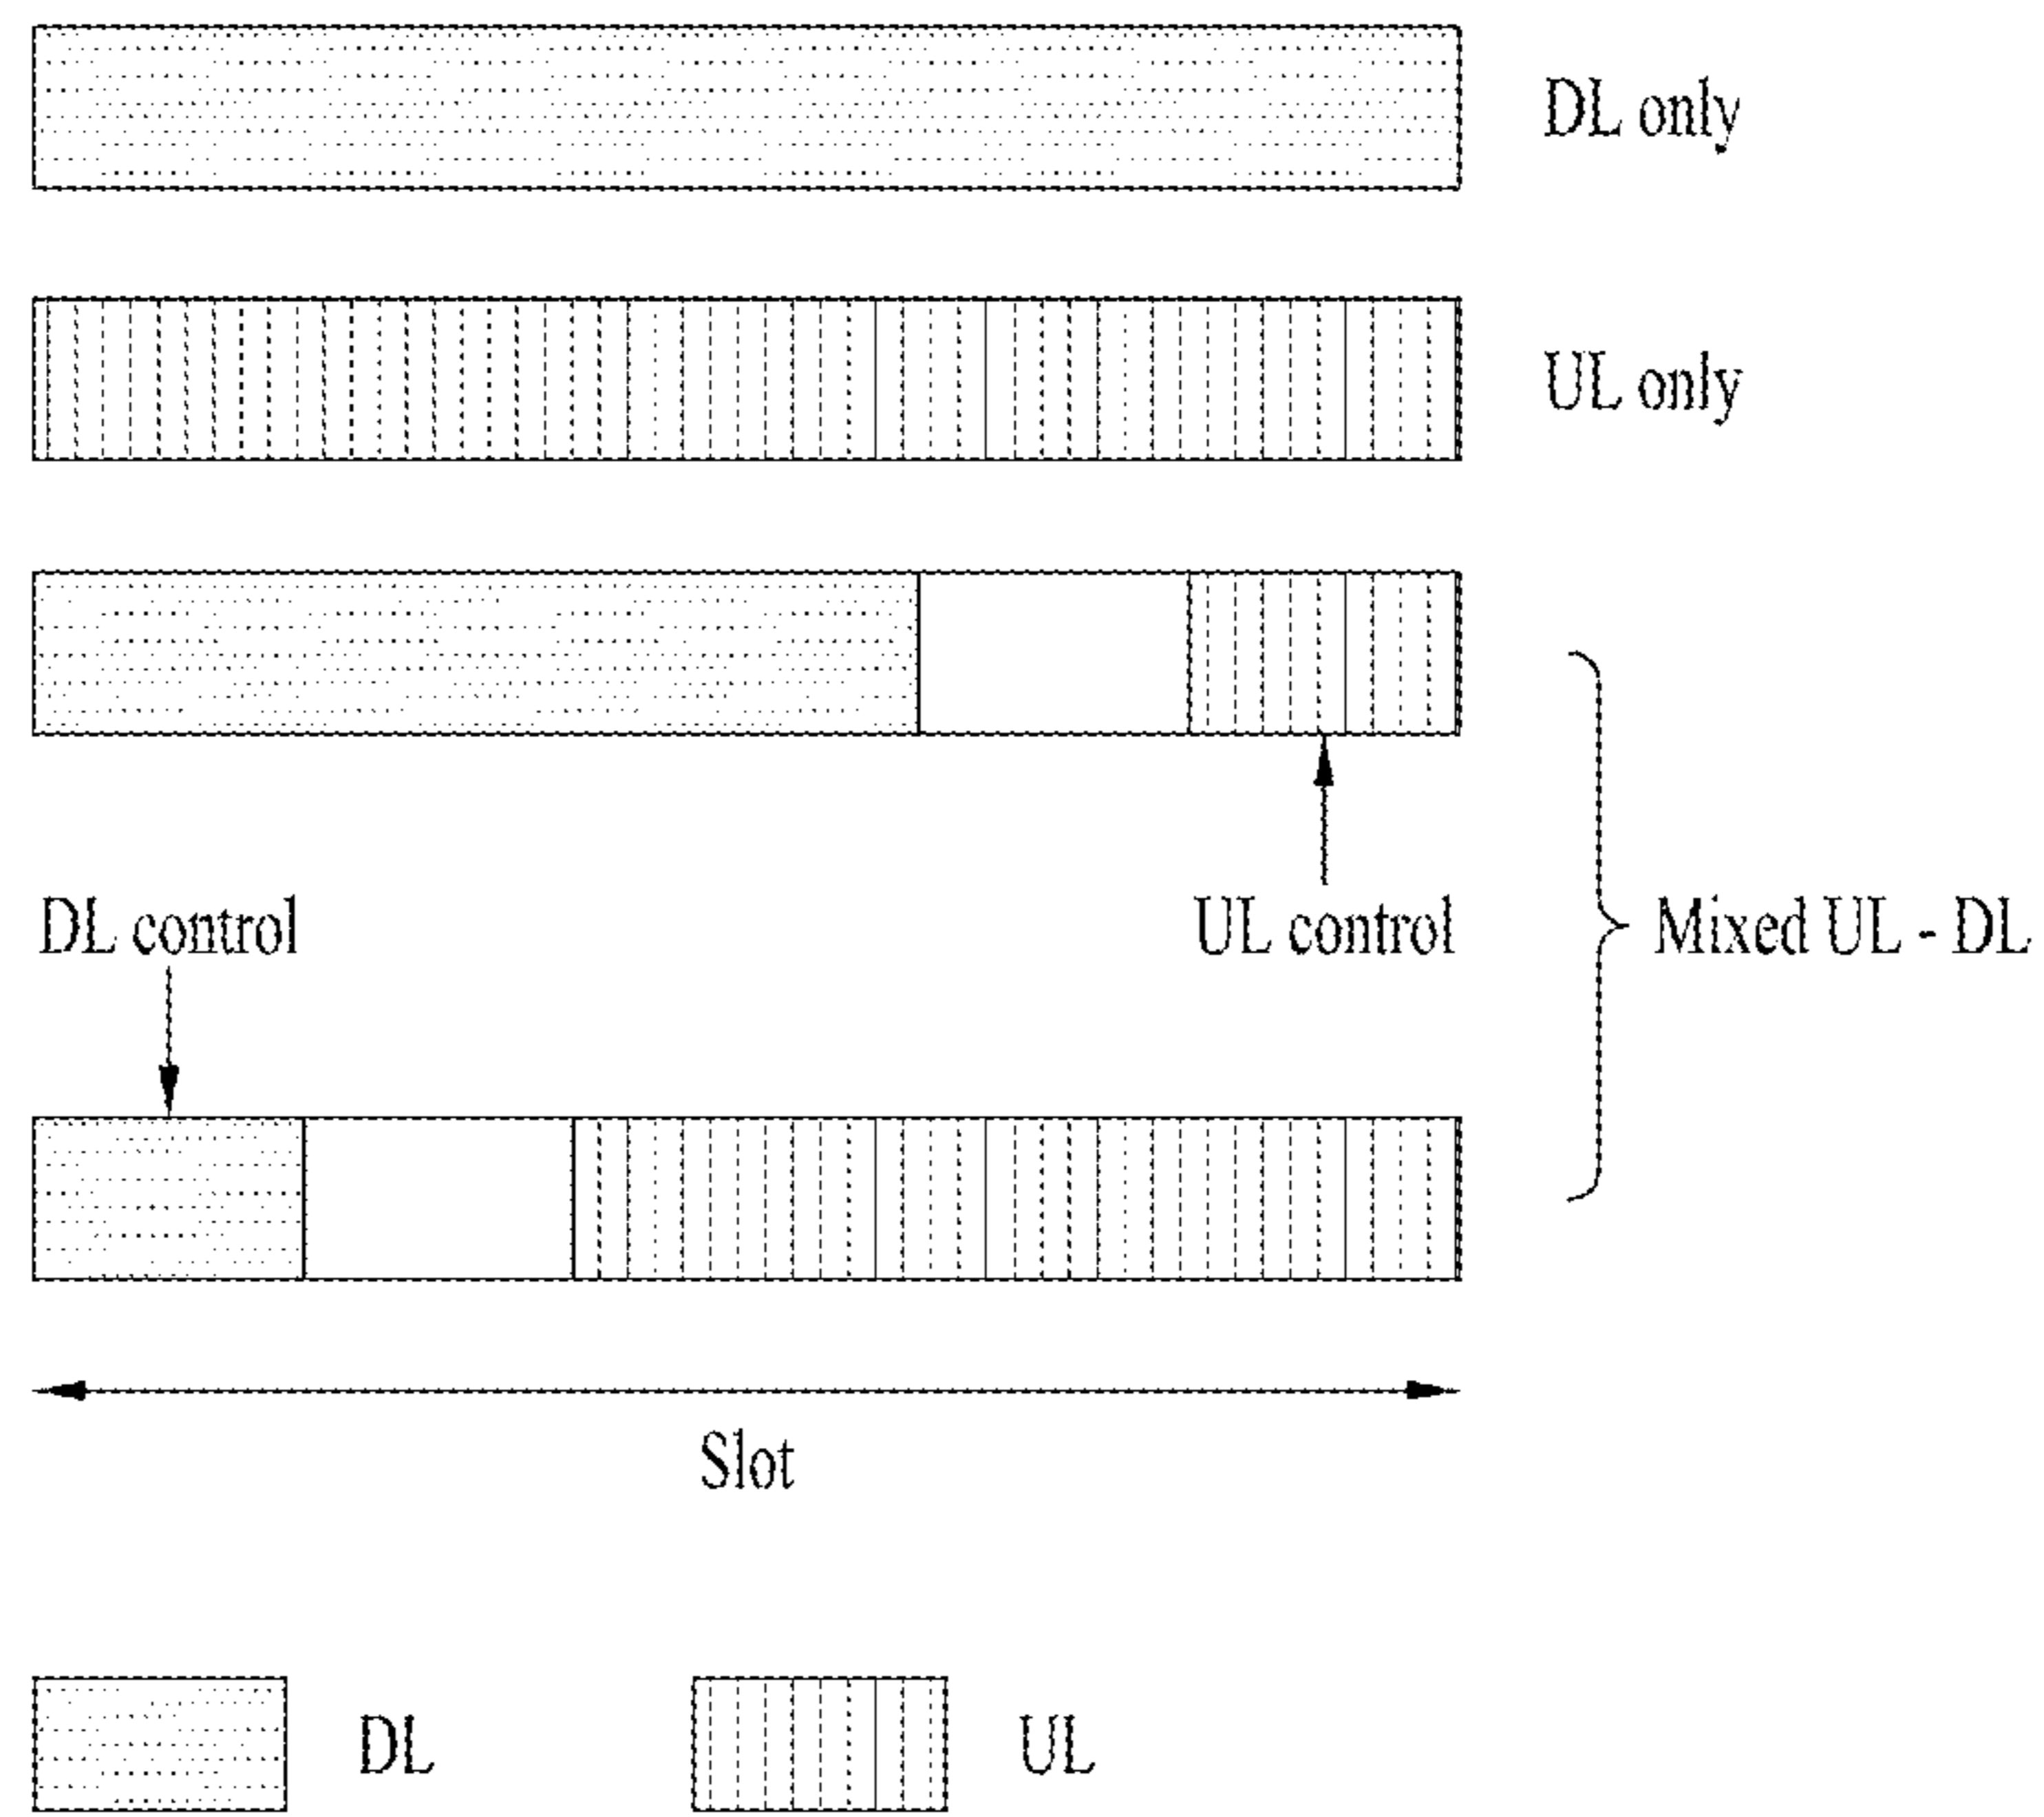 DL only
UL only
DL control
UL control
Mixed UL - DL
Slot
DL
UL